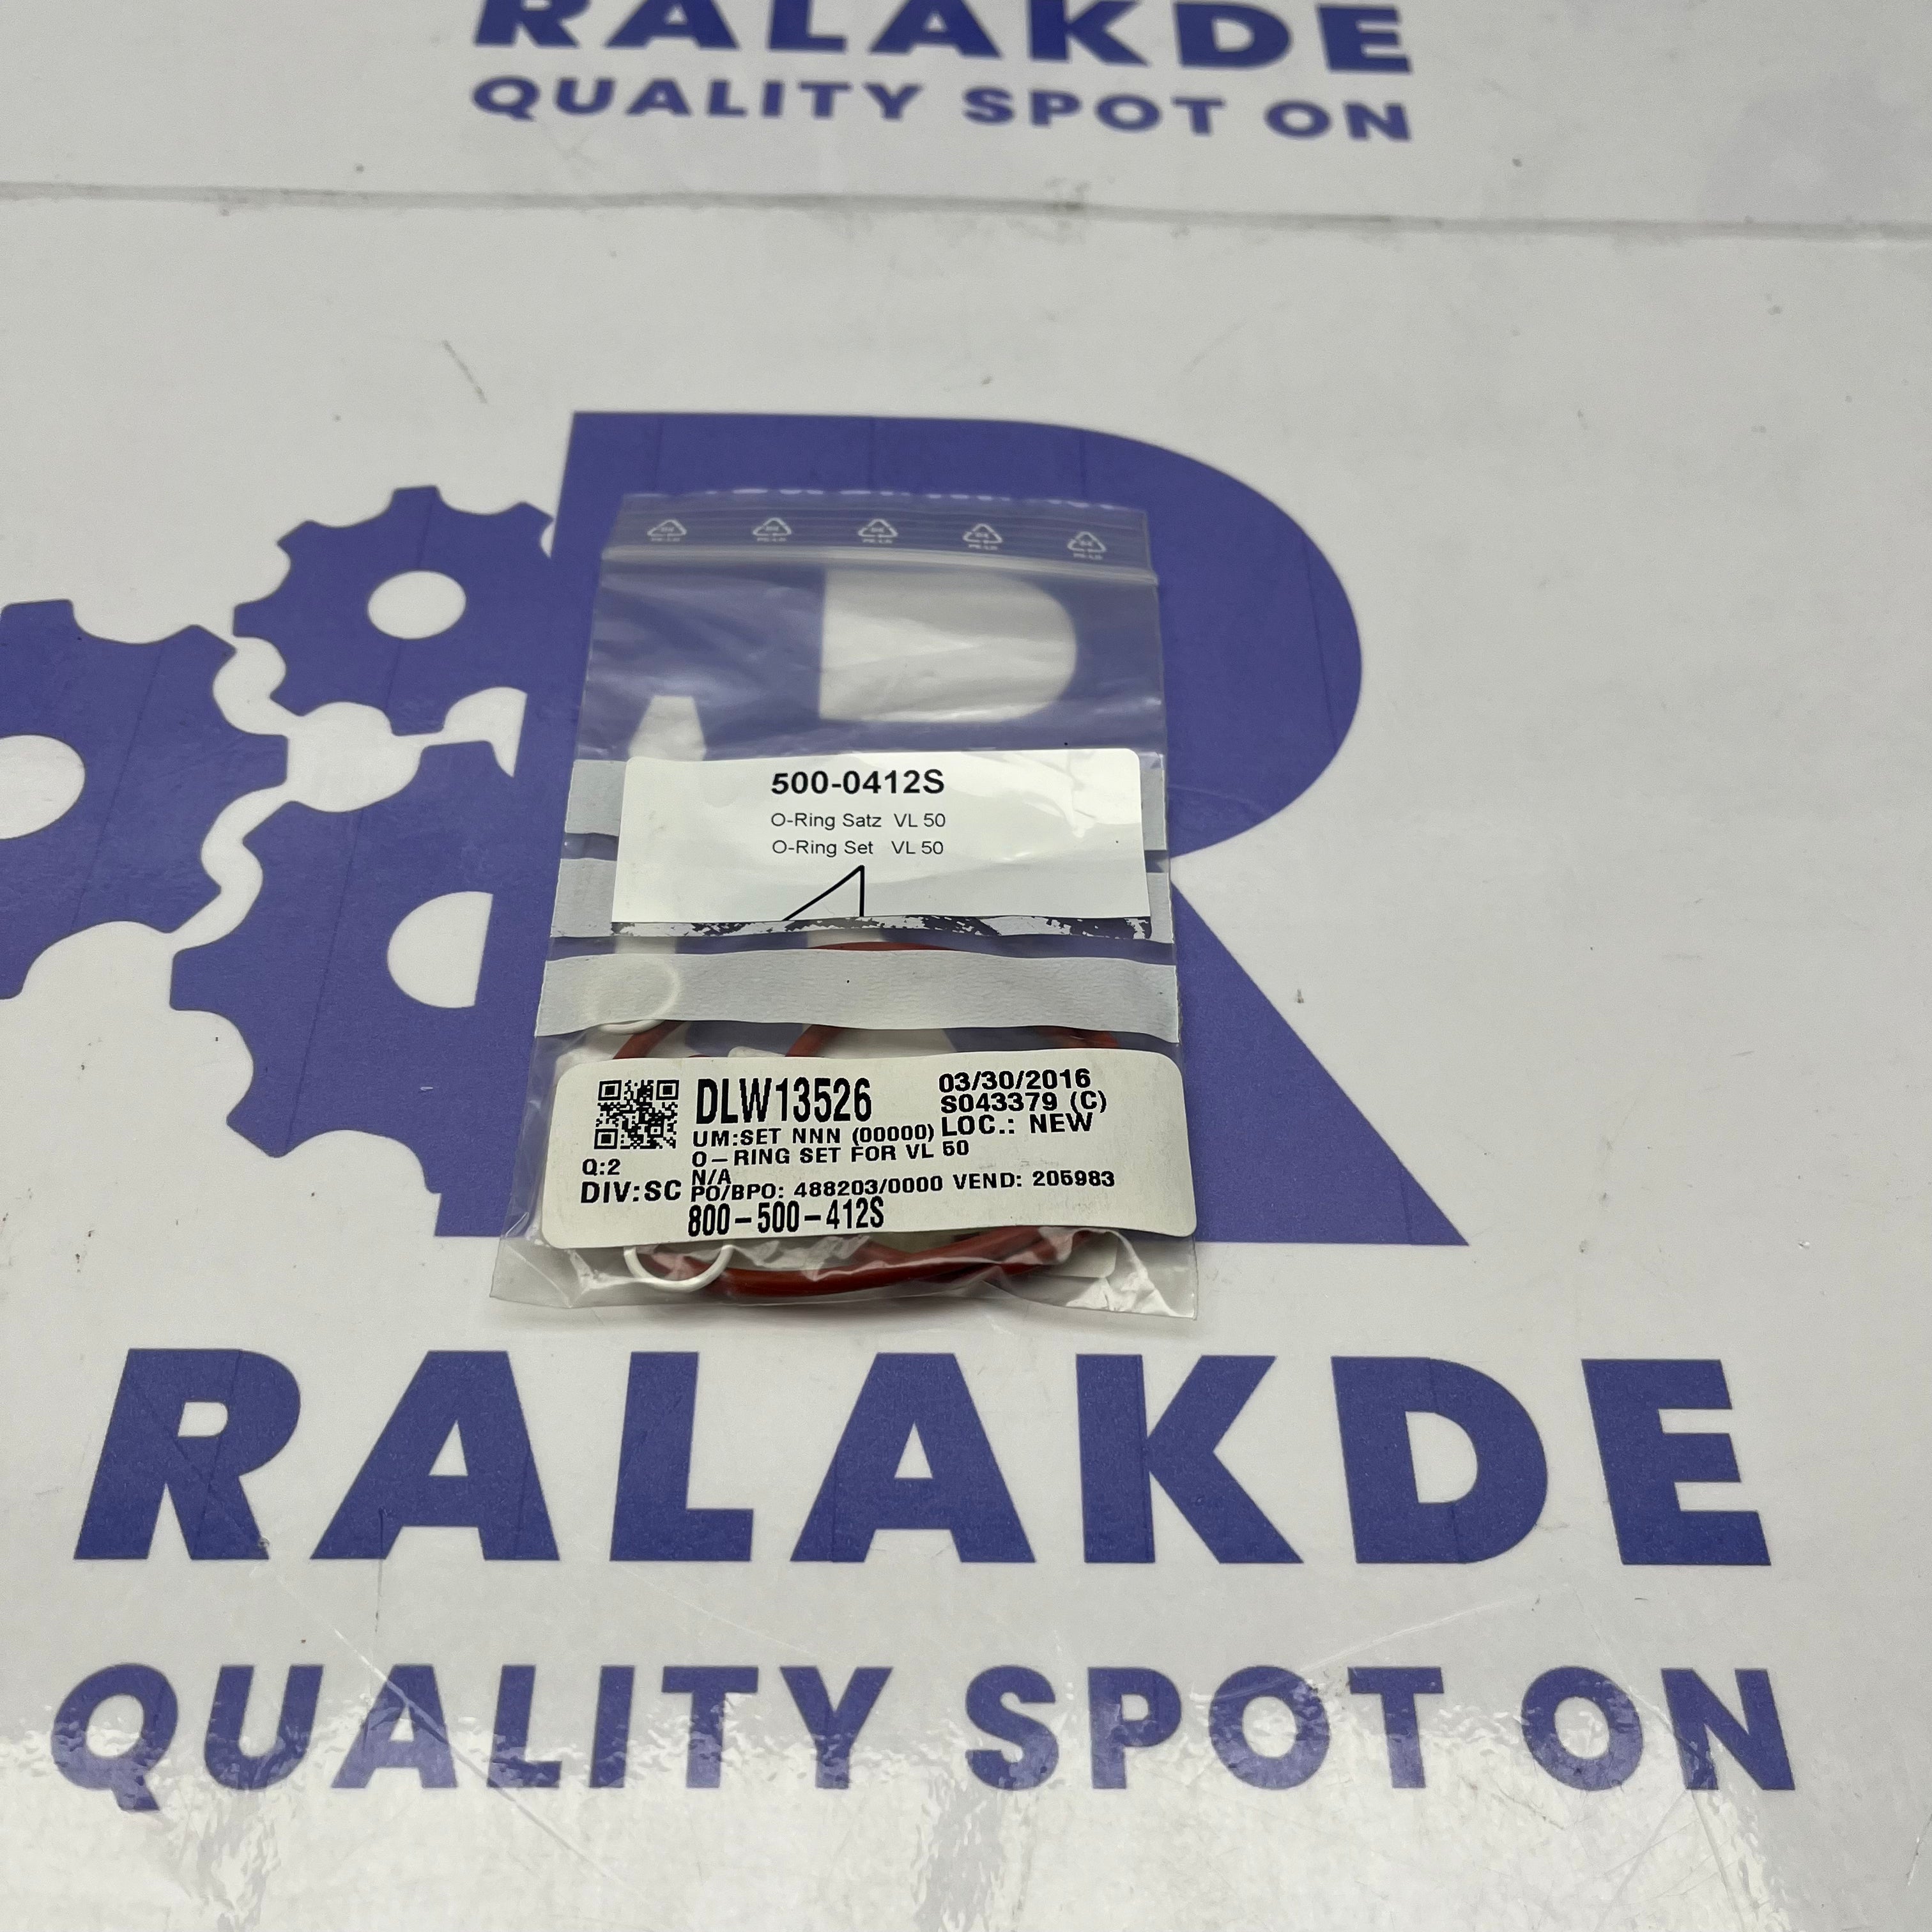 RALAKDE
QUALITY SPOT ON
500-0412S
O-Ring Satz VL 50
O-Ring Set VL 50
DLW13526
03/30/2016
S043379 (C)
UM:SET NNN (00000) LOC.: NEW
O-RING SET FOR VL 50
Q:2
N/A
DIV:SC PO/BPO: 488203/0000 VEND: 205983
800-500-412S
RALAKDE
QUALITY SPOT ON